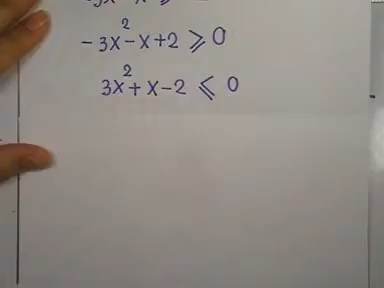 -3x²-x+2 ⩾ 0
3x²+x-2 ⩽ 0